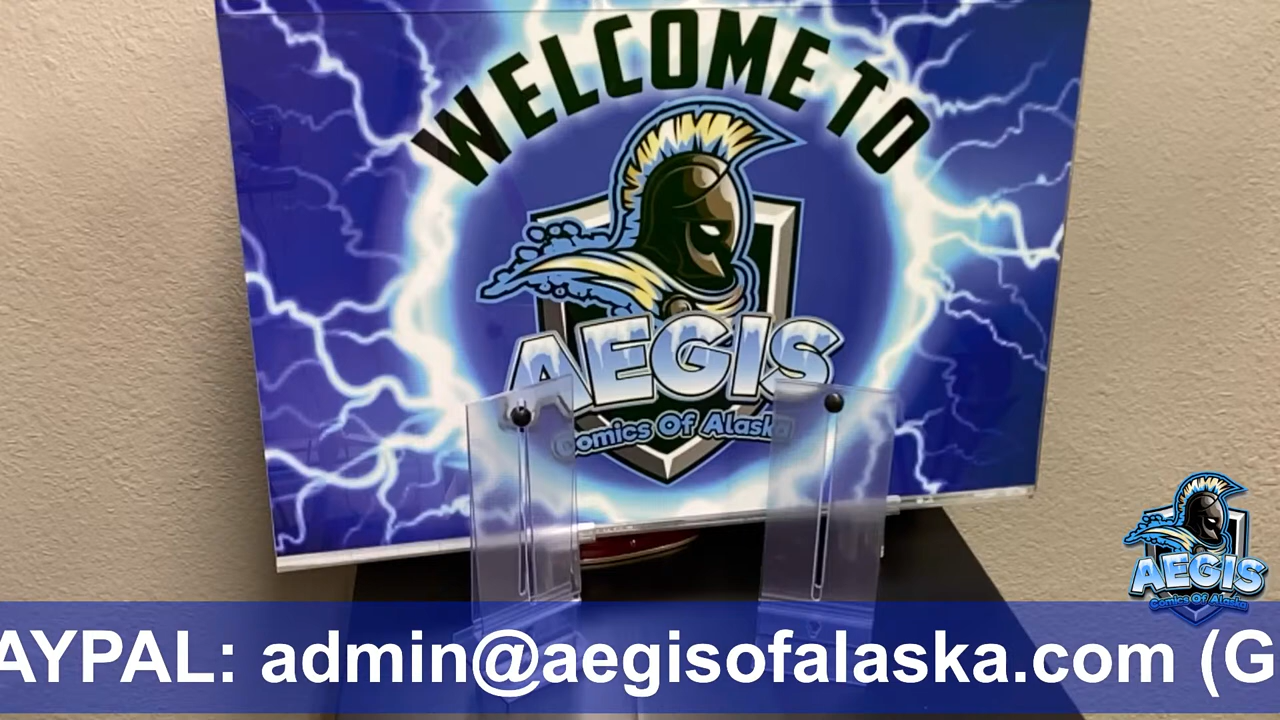 WELCOME TO
AEGIS
Comics Of Alaska
AEGIS
Comics Of Alaska
AYPAL: admin@aegisofalaska.com (G